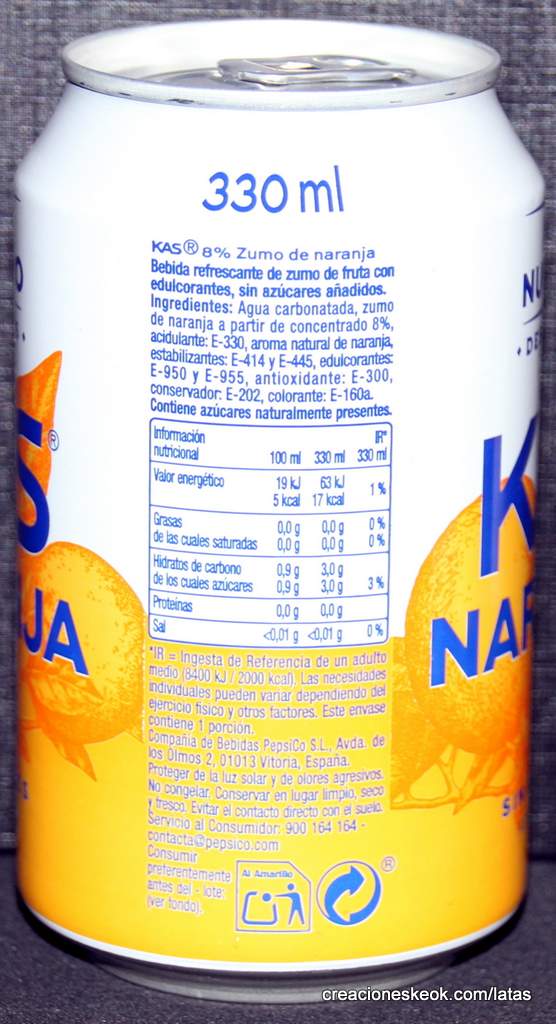 330 ml
KAS® 8% Zumo de naranja
Bebida refrescante de zumo de fruta con
edulcorantes, sin azúcares añadidos.
Ingredientes: Agua carbonatada, zumo
de naranja a partir de concentrado 8%,
acidulante: E-330, aroma natural de naranja,
estabilizantes: E-414 y E-445, edulcorantes:
E-950 y E-955, antioxidante: E-300,
conservador: E-202, colorante: E-160a.
Contiene azúcares naturalmente presentes.
Información IR*
nutricional 100 ml 330 ml 330 ml
Valor energético 19 kJ 63 kJ 1 %
5 kcal 17 kcal
Grasas 0,0 g 0,0 g 0 %
de las cuales saturadas 0,0 g 0,0 g 0 %
Hidratos de carbono 0,9 g 3,0 g
de los cuales azúcares 0,9 g 3,0 g 3 %
Proteínas 0,0 g 0,0 g
Sal <0,01 g <0,01 g 0 %
*IR = Ingesta de Referencia de un adulto
medio (8400 kJ / 2000 kcal). Las necesidades
individuales pueden variar dependiendo del
ejercicio físico y otros factores. Este envase
contiene 1 porción.
Compañía de Bebidas PepsiCo S.L., Avda. de
los Olmos 2, 01013 Vitoria, España.
Proteger de la luz solar y de olores agresivos.
No congelar. Conservar en lugar limpio, seco
y fresco. Evitar el contacto directo con el suelo.
Servicio al Consumidor: 900 164 164 -
contacta@pepsico.com
Consumir
preferentemente
antes del - lote:
(ver fondo).
Al Amarillo
®
S®
JA
NU
DE
K
NAR
SIN
creacioneskeok.com/latas